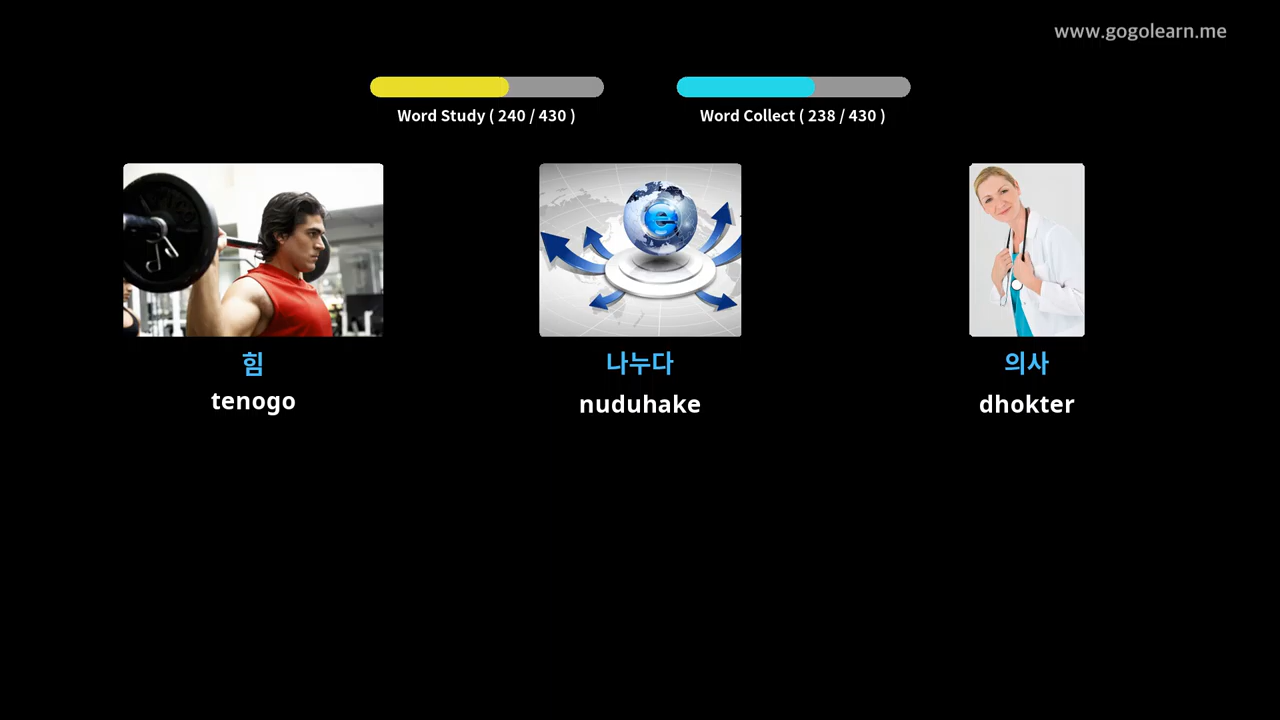 www.gogolearn.me
Word Study ( 240 / 430 )
Word Collect ( 238 / 430 )
힘
tenogo
나누다
nuduhake
의사
dhokter